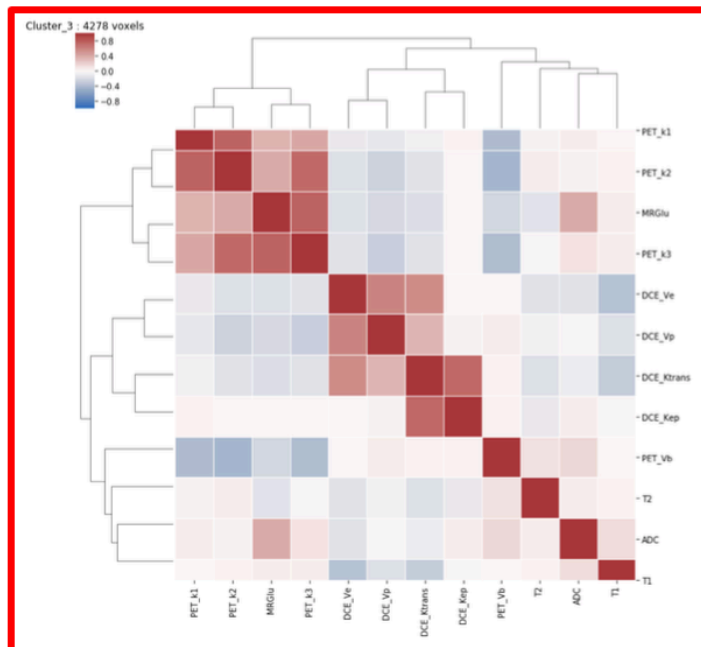 Cluster_3 : 4278 voxels
0.8
0.4
0.0
−0.4
−0.8
PET_k1
PET_k2
MRGlu
PET_k3
DCE_Ve
DCE_Vp
DCE_Ktrans
DCE_Kep
PET_Vb
T2
ADC
T1
PET_k1
PET_k2
MRGlu
PET_k3
DCE_Ve
DCE_Vp
DCE_Ktrans
DCE_Kep
PET_Vb
T2
ADC
T1